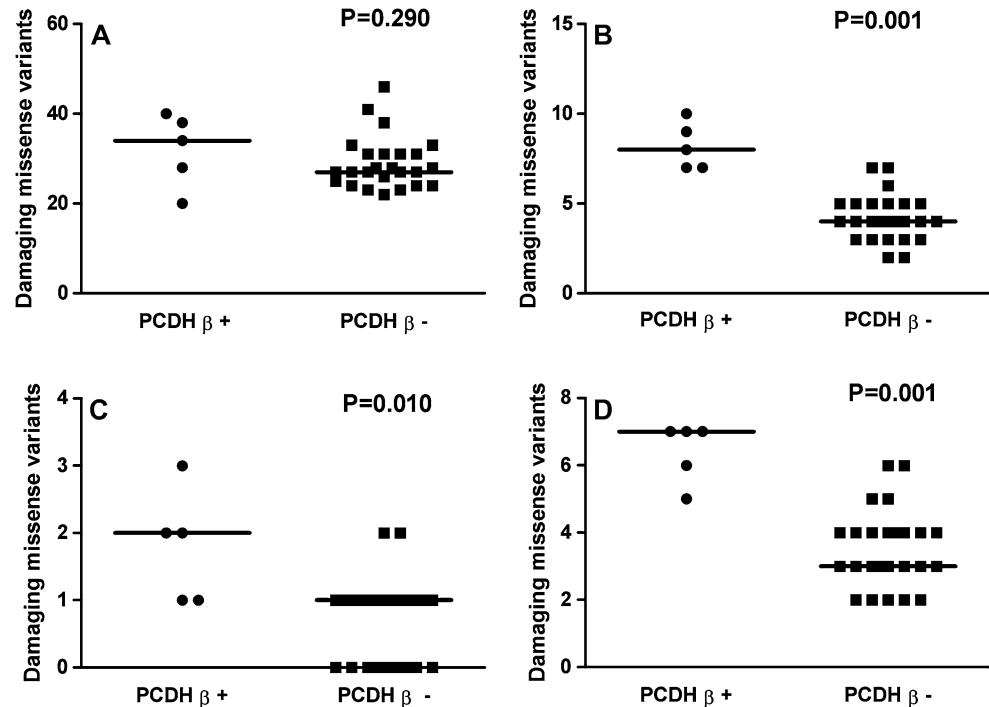 A
P=0.290
Damaging missense variants
60
40
20
0
PCDH β +
PCDH β -
B
P=0.001
Damaging missense variants
15
10
5
0
PCDH β +
PCDH β -
C
P=0.010
Damaging missense variants
4
3
2
1
0
PCDH β +
PCDH β -
D
P=0.001
Damaging missense variants
8
6
4
2
0
PCDH β +
PCDH β -